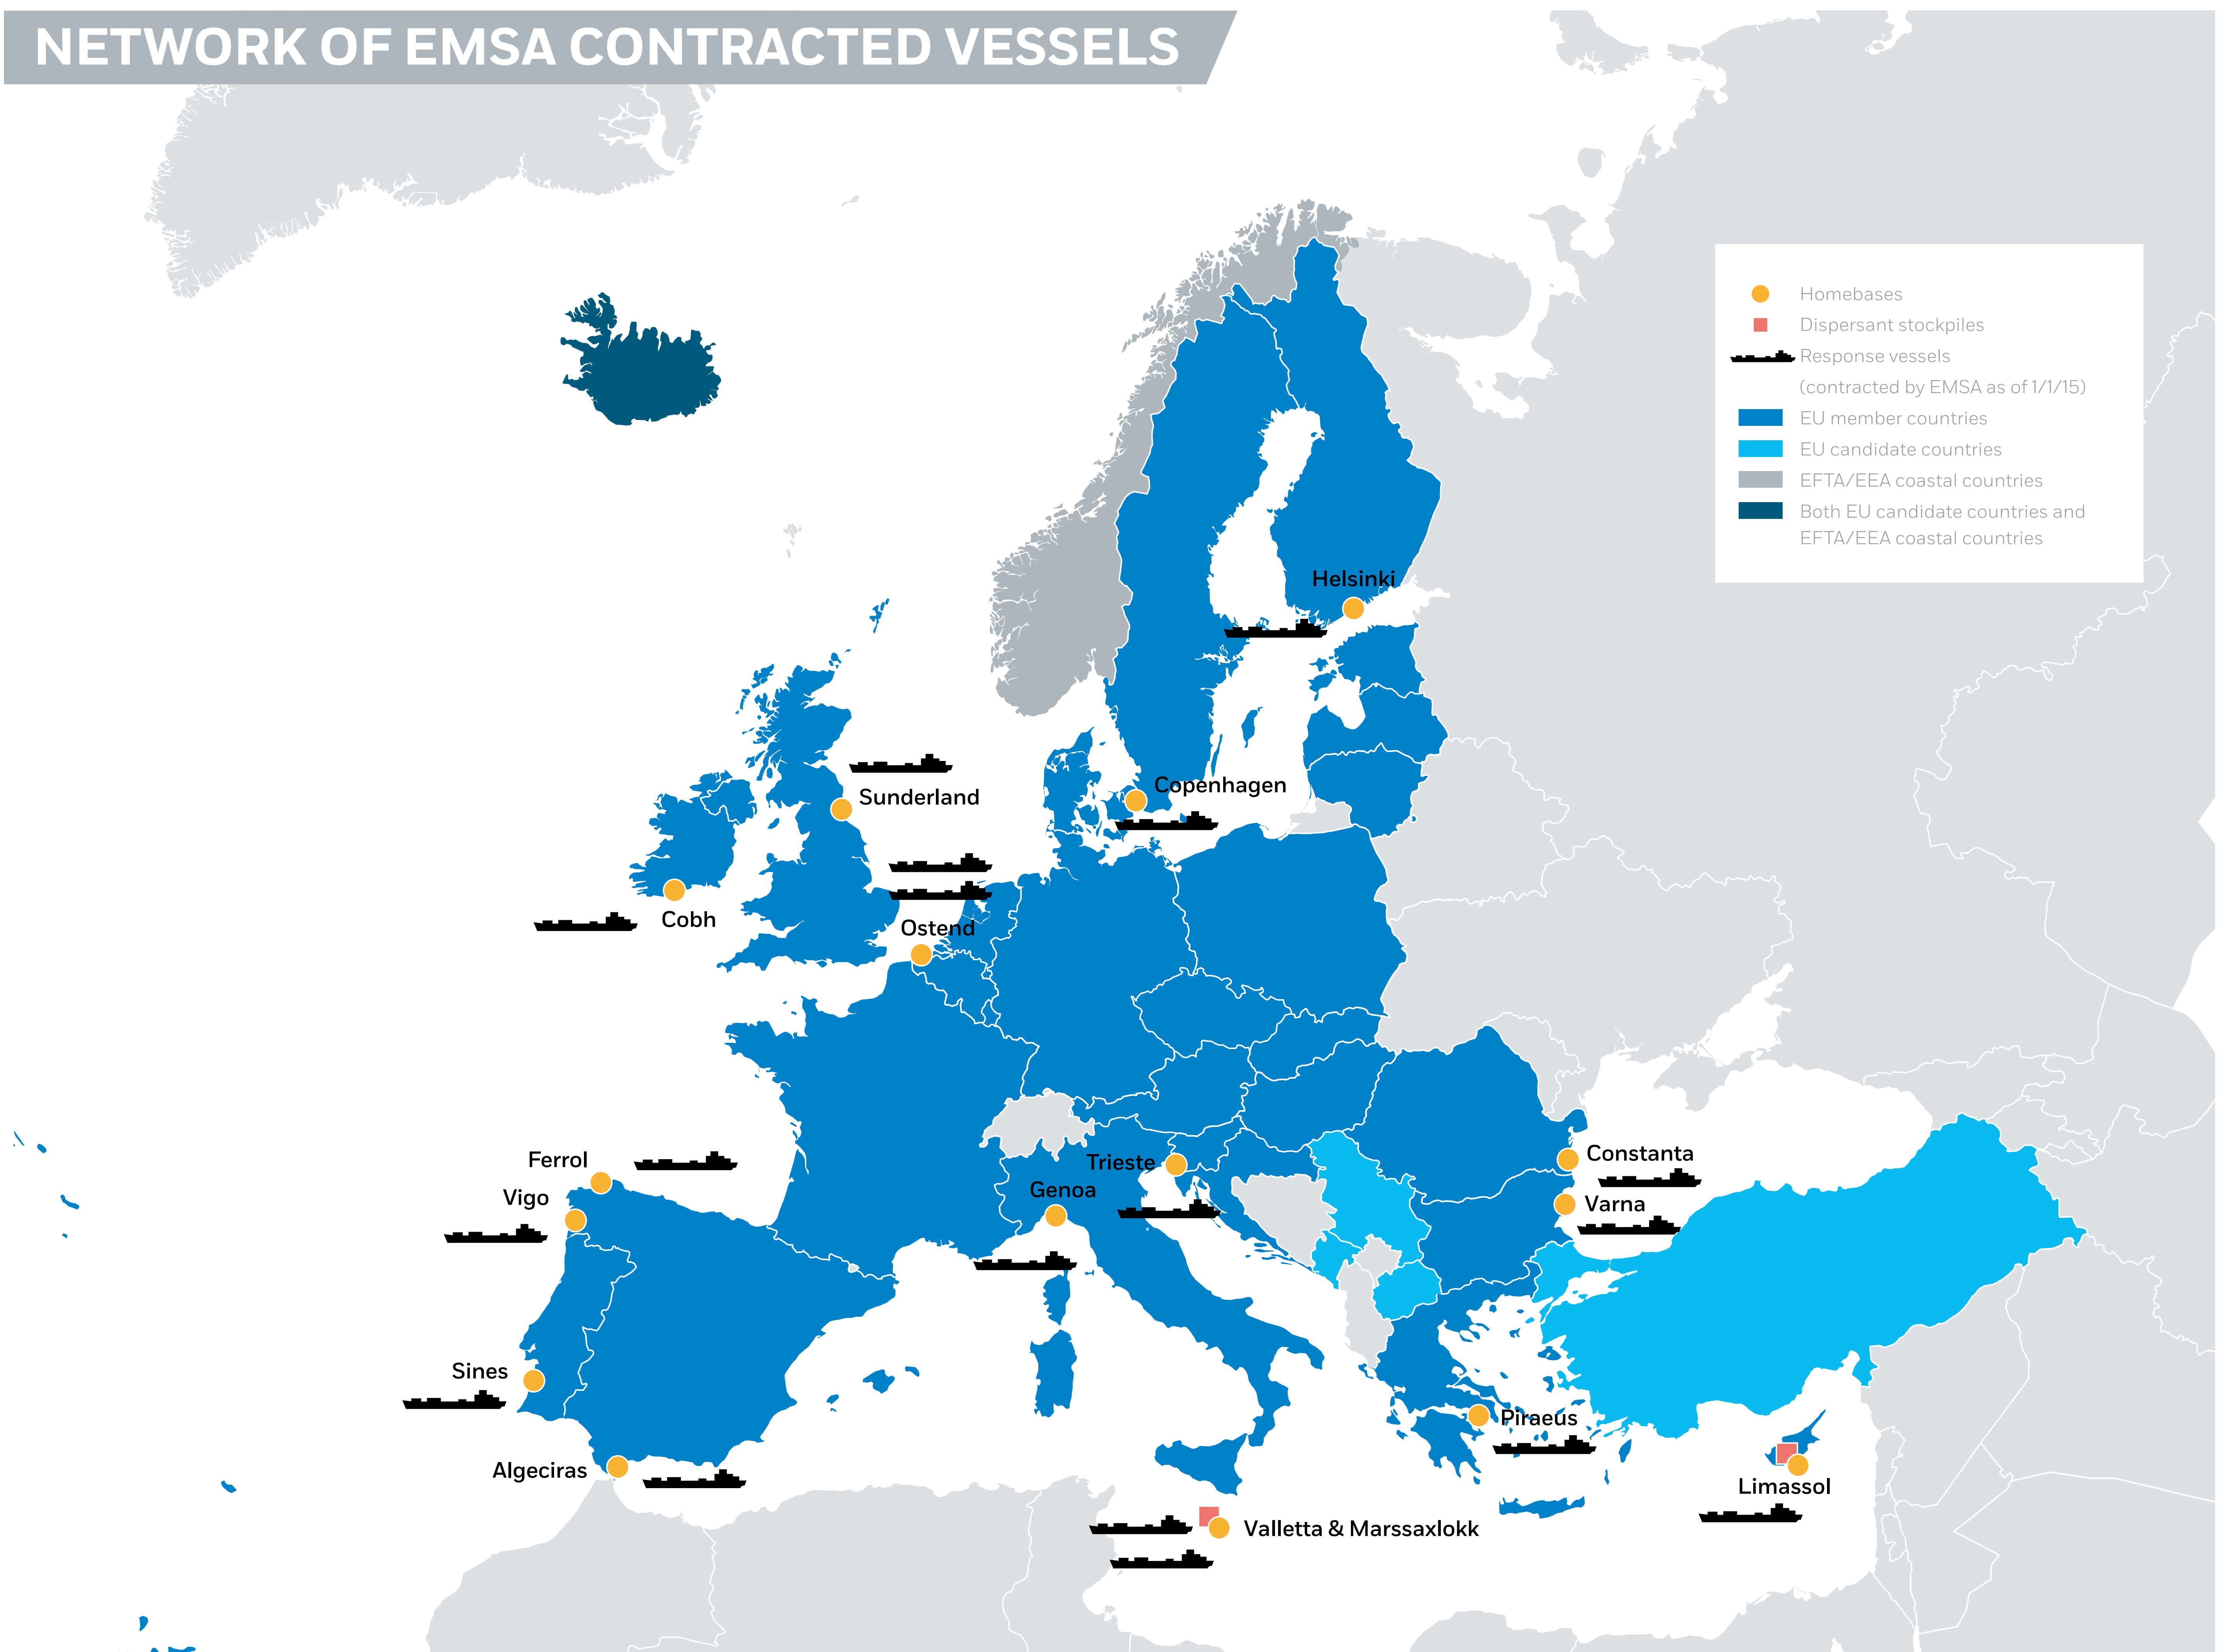 NETWORK OF EMSA CONTRACTED VESSELS
Homebases
Dispersant stockpiles
Response vessels
(contracted by EMSA as of 1/1/15)
EU member countries
EU candidate countries
EFTA/EEA coastal countries
Both EU candidate countries and
EFTA/EEA coastal countries
Helsinki
Copenhagen
Sunderland
Cobh
Ostend
Ferrol
Vigo
Trieste
Genoa
Constanta
Varna
Sines
Algeciras
Piraeus
Limassol
Valletta & Marssaxlokk